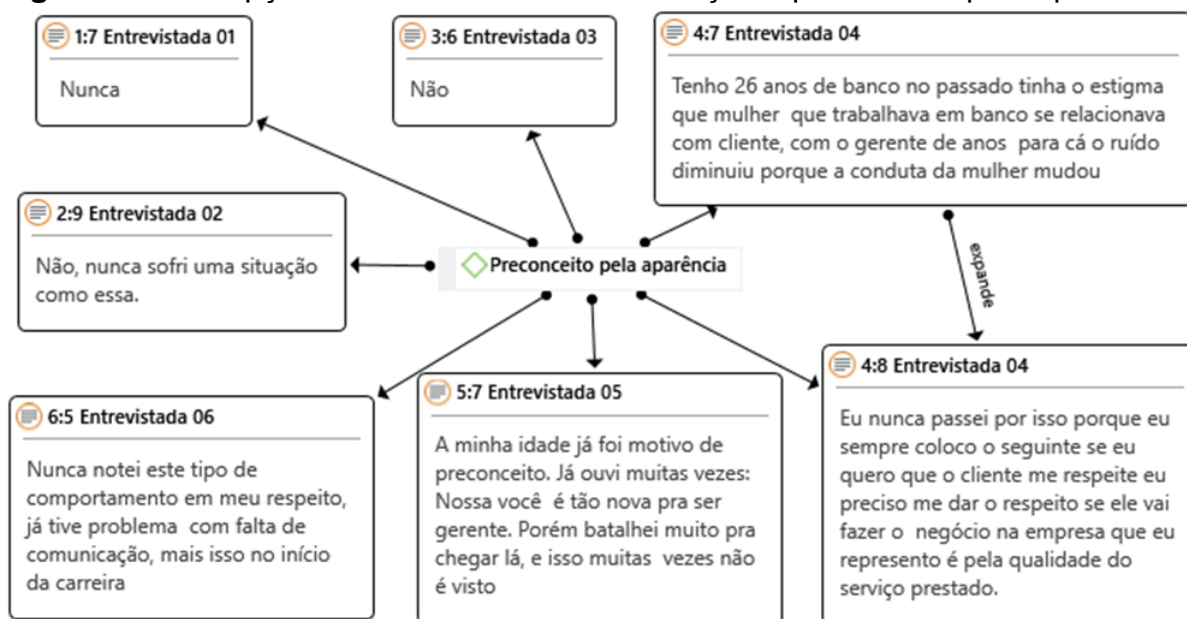 1:7 Entrevistada 01
Nunca
3:6 Entrevistada 03
Não
4:7 Entrevistada 04
Tenho 26 anos de banco no passado tinha o estigma
que mulher que trabalhava em banco se relacionava
com cliente, com o gerente de anos para cá o ruído
diminuiu porque a conduta da mulher mudou
2:9 Entrevistada 02
Não, nunca sofri uma situação
como essa.
Preconceito pela aparência
expande
6:5 Entrevistada 06
Nunca notei este tipo de
comportamento em meu respeito,
já tive problema com falta de
comunicação, mais isso no início
da carreira
5:7 Entrevistada 05
A minha idade já foi motivo de
preconceito. Já ouvi muitas vezes:
Nossa você é tão nova pra ser
gerente. Porém batalhei muito pra
chegar lá, e isso muitas vezes não
é visto
4:8 Entrevistada 04
Eu nunca passei por isso porque eu
sempre coloco o seguinte se eu
quero que o cliente me respeite eu
preciso me dar o respeito se ele vai
fazer o negócio na empresa que eu
represento é pela qualidade do
serviço prestado.